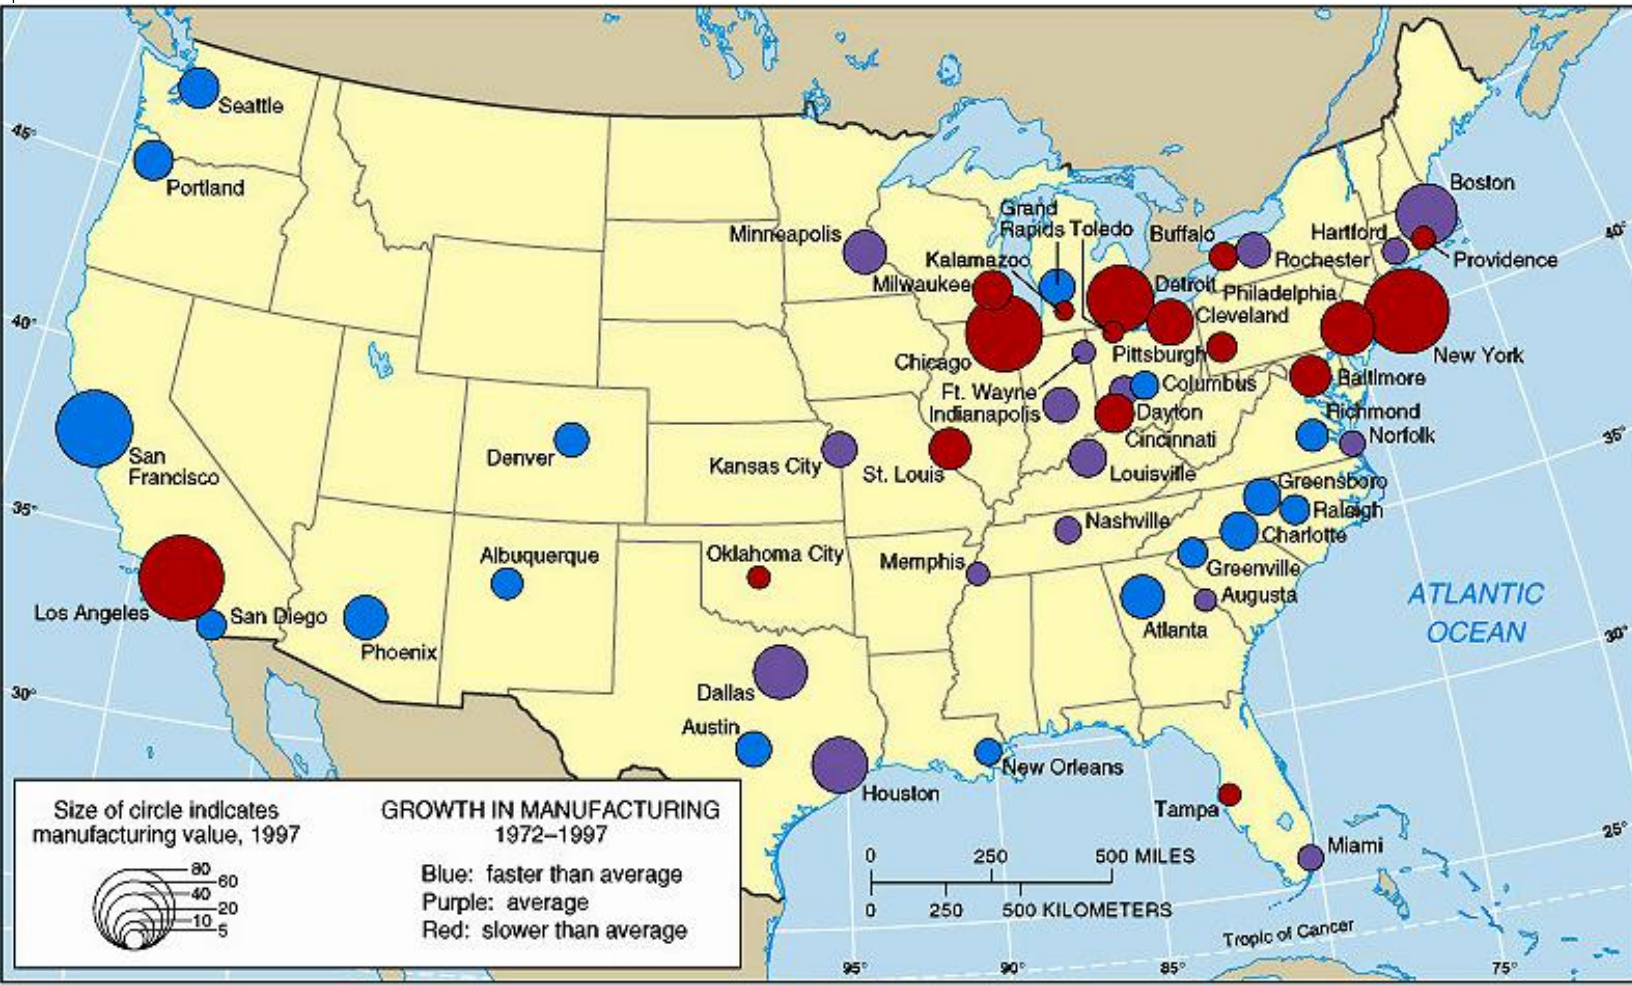 Seattle
45°
Portland
Boston
40°
Grand
Rapids
Toledo
Buffalo
Hartford
Minneapolis
Kalamazoo
Rochester
Providence
Milwaukee
Detroit
Philadelphia
Cleveland
40°
Chicago
Pittsburgh
New York
Ft. Wayne
Columbus
Baltimore
Indianapolis
Dayton
Richmond
Cincinnati
Norfolk
35°
San
Francisco
Denver
Kansas City
St. Louis
Louisville
Greensboro
35°
Nashville
Raleigh
Charlotte
Albuquerque
Oklahoma City
Memphis
Greenville
Augusta
ATLANTIC
OCEAN
Los Angeles
San Diego
Phoenix
Atlanta
30°
30°
Dallas
Austin
New Orleans
Houston
Tampa
Miami
25°
Size of circle indicates
manufacturing value, 1997
80
60
40
20
10
5
GROWTH IN MANUFACTURING
1972–1997
Blue: faster than average
Purple: average
Red: slower than average
0 250 500 MILES
0 250 500 KILOMETERS
Tropic of Cancer
95° 90° 85° 75°